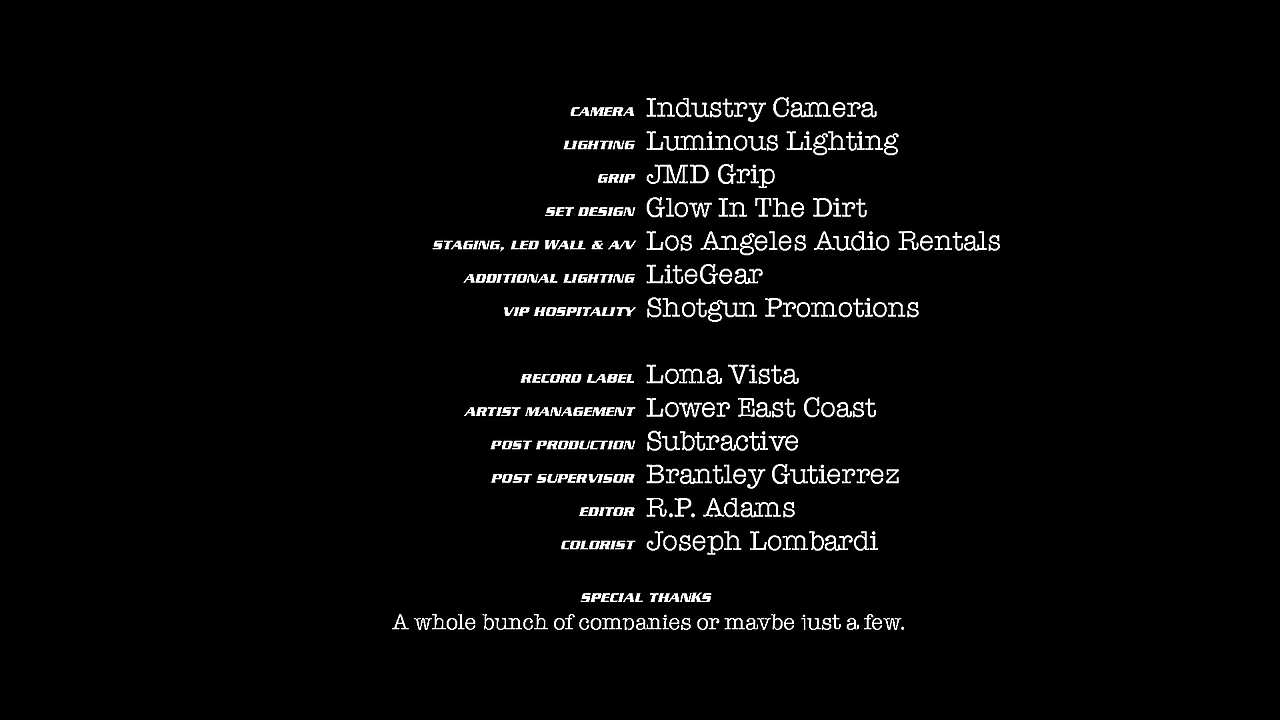 CAMERA Industry Camera
LIGHTING Luminous Lighting
GRIP JMD Grip
SET DESIGN Glow In The Dirt
STAGING, LED WALL & A/V Los Angeles Audio Rentals
ADDITIONAL LIGHTING LiteGear
VIP HOSPITALITY Shotgun Promotions
RECORD LABEL Loma Vista
ARTIST MANAGEMENT Lower East Coast
POST PRODUCTION Subtractive
POST SUPERVISOR Brantley Gutierrez
EDITOR R.P. Adams
COLORIST Joseph Lombardi
SPECIAL THANKS
A whole bunch of companies or maybe just a few.